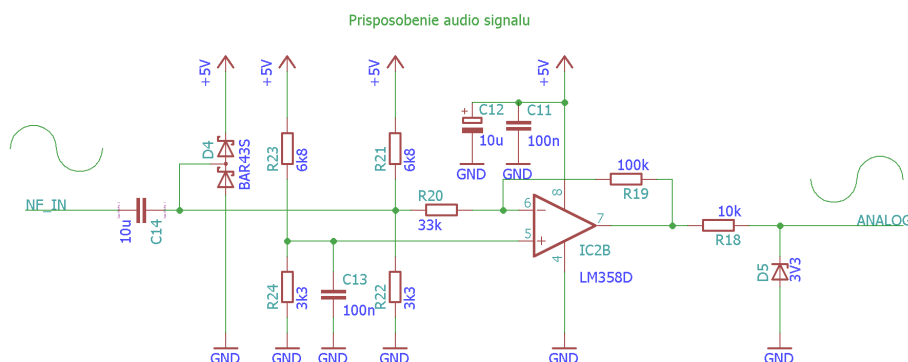 Prisposobenie audio signalu
+5V
+5V
+5V
+5V
C12
10u
C11
100n
GND
GND
D4
BAR43S
R23
6k8
R21
6k8
100k
R19
8
NF_IN
10u
C14
R20
33k
6
5
7
4
IC2B
LM358D
10k
R18
ANALOG
R24
3k3
C13
100n
R22
3k3
D5
3V3
GND
GND
GND
GND
GND